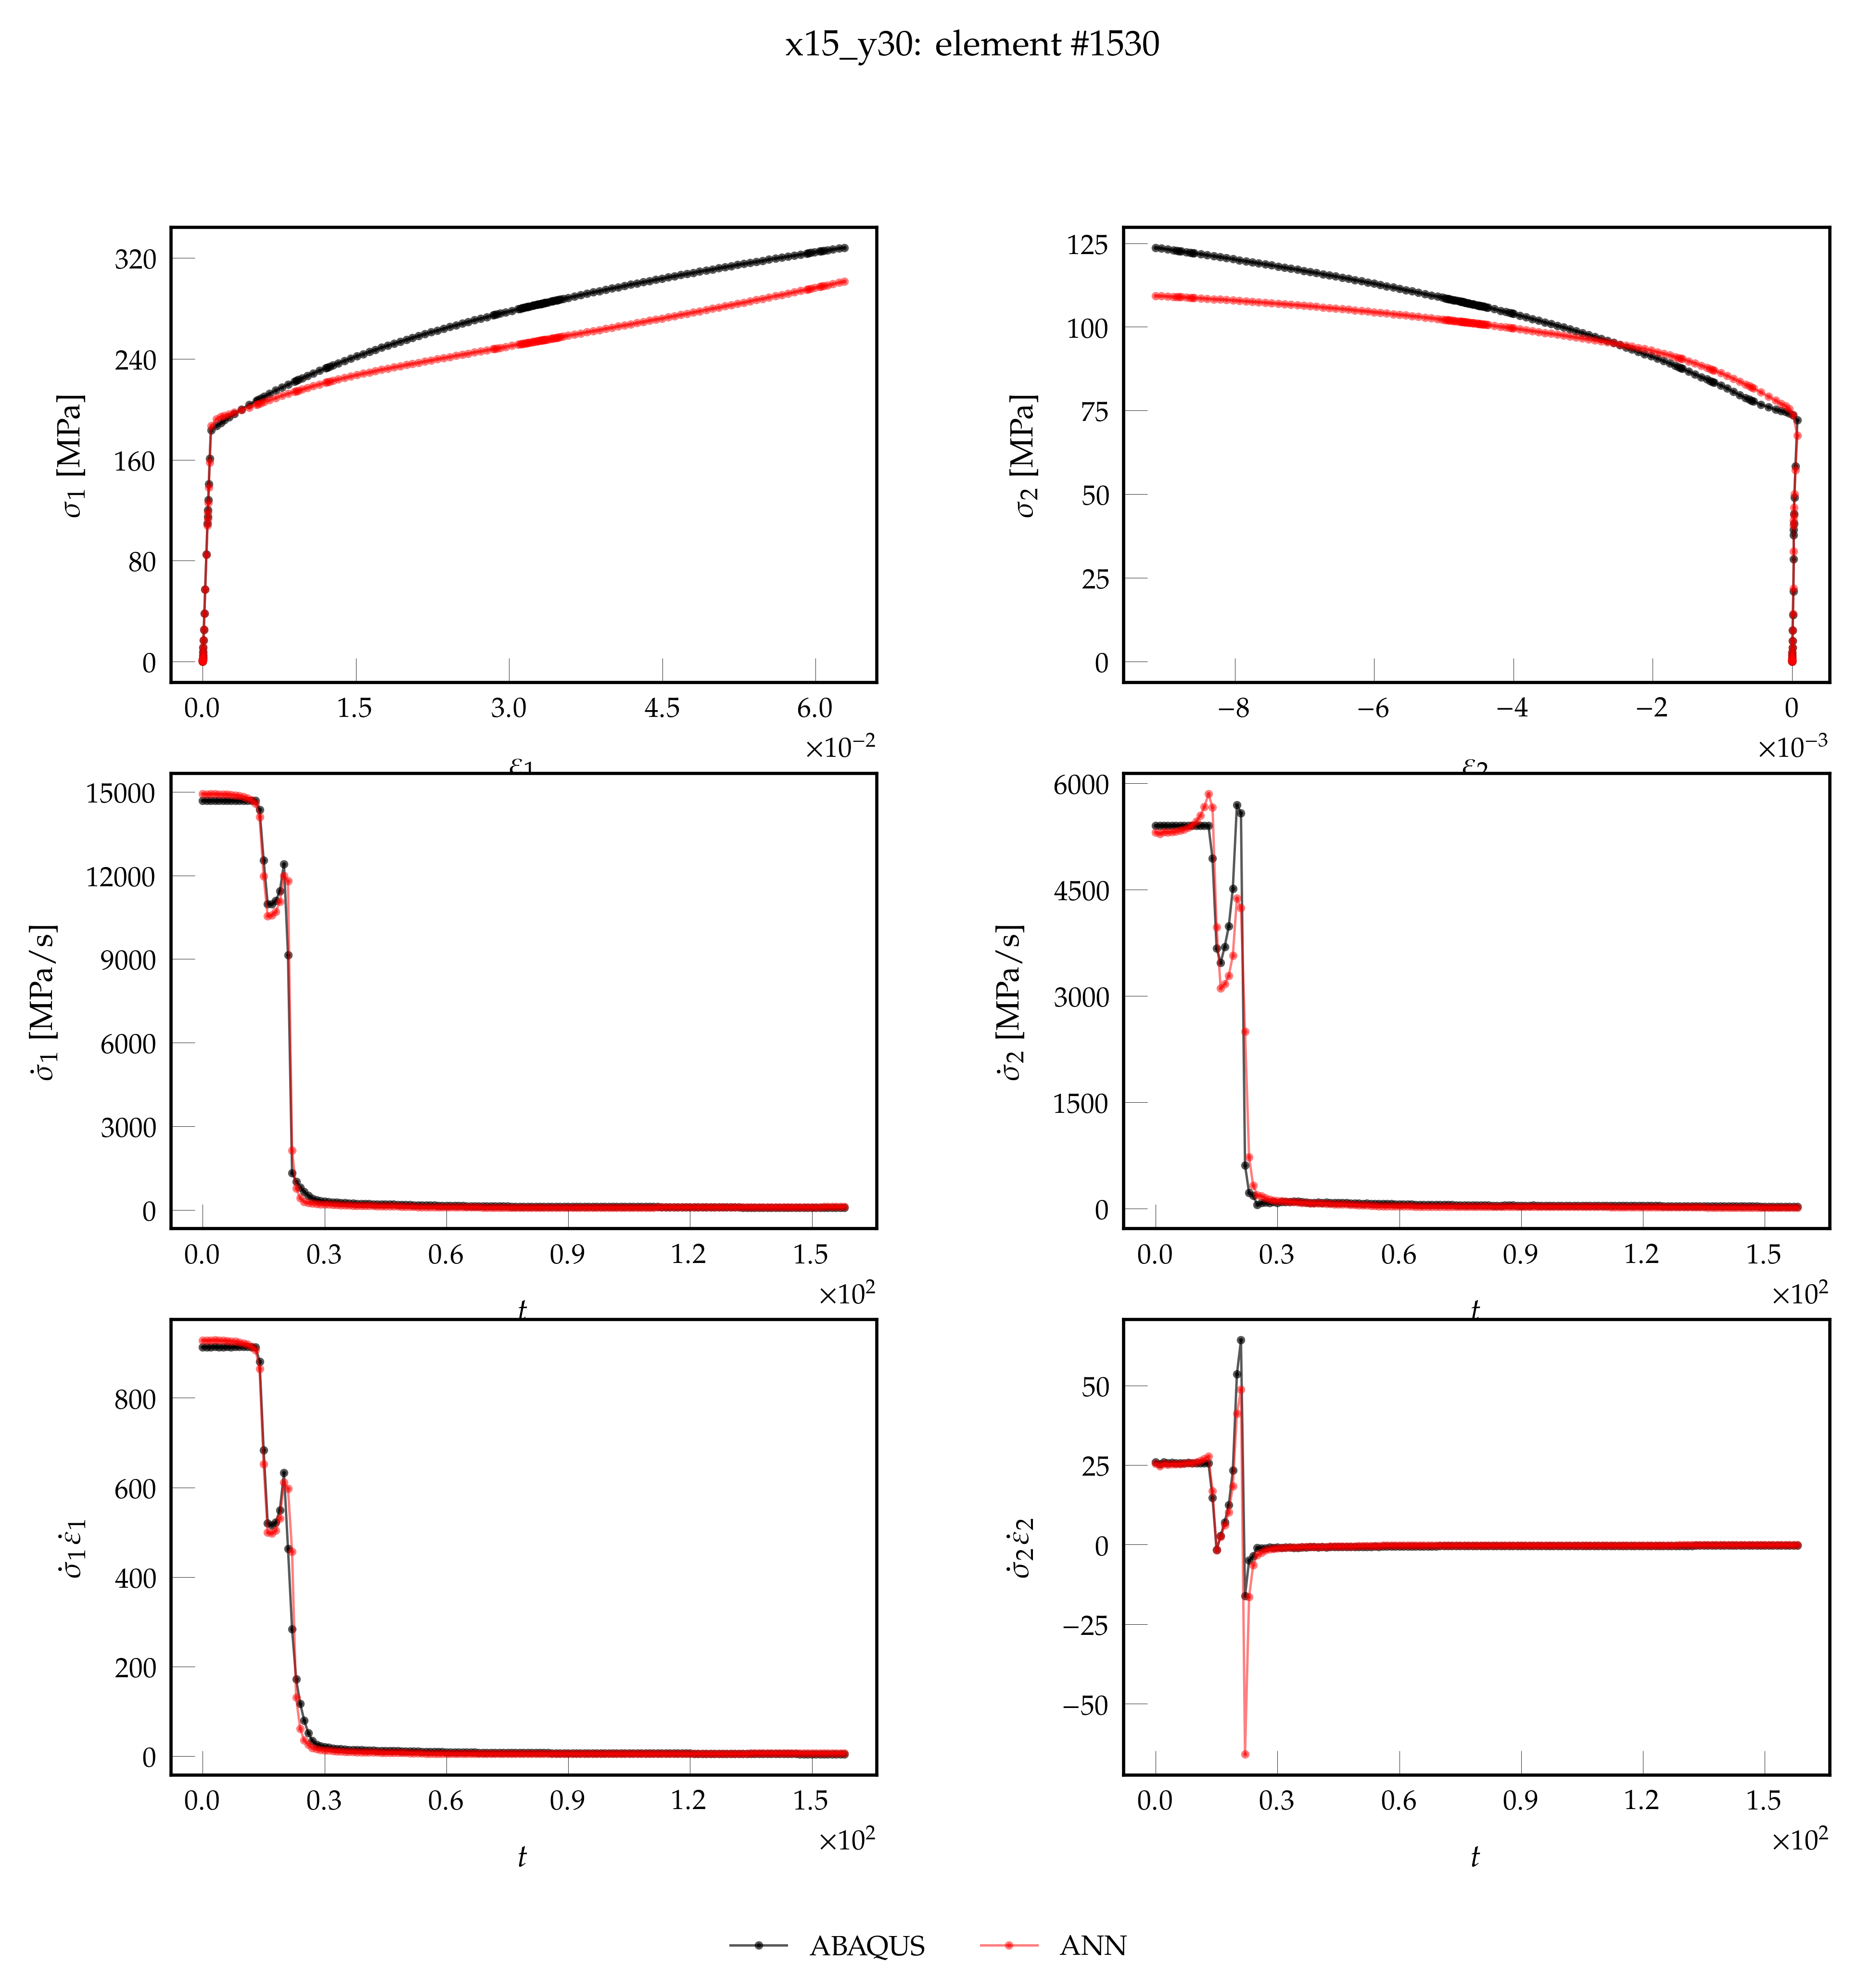 x15_y30: element #1530
σ₁ [MPa]
320
240
160
80
0
0.0 1.5 3.0 4.5 6.0
×10⁻²
ε₁
σ₂ [MPa]
125
100
75
50
25
0
−8 −6 −4 −2 0
×10⁻³
ε₂
σ̇₁ [MPa/s]
15000
12000
9000
6000
3000
0
0.0 0.3 0.6 0.9 1.2 1.5
×10²
t
σ̇₂ [MPa/s]
6000
4500
3000
1500
0
0.0 0.3 0.6 0.9 1.2 1.5
×10²
t
σ̇₁ε̇₁
800
600
400
200
0
0.0 0.3 0.6 0.9 1.2 1.5
×10²
t
σ̇₂ε̇₂
50
25
0
−25
−50
0.0 0.3 0.6 0.9 1.2 1.5
×10²
t
ABAQUS ANN